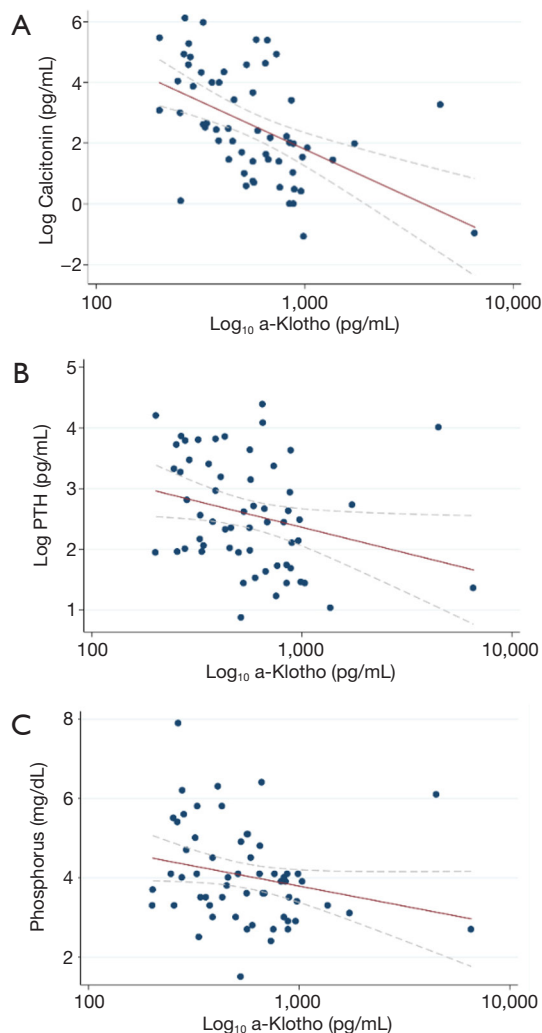 A
Log Calcitonin (pg/mL)
6
4
2
0
−2
100 1,000 10,000
Log₁₀ a-Klotho (pg/mL)
B
Log PTH (pg/mL)
5
4
3
2
1
100 1,000 10,000
Log₁₀ a-Klotho (pg/mL)
C
Phosphorus (mg/dL)
8
6
4
2
100 1,000 10,000
Log₁₀ a-Klotho (pg/mL)